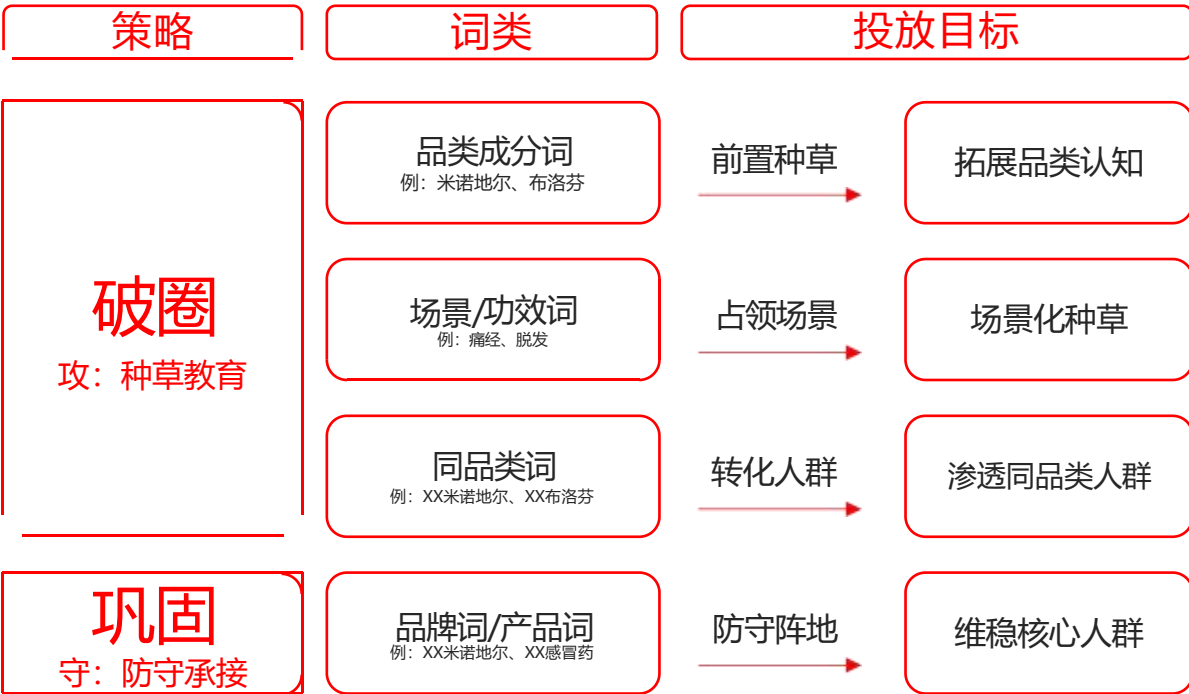 策略
词类
投放目标
破圈
攻：种草教育
品类成分词
例：米诺地尔、布洛芬
前置种草
拓展品类认知
场景/功效词
例：痛经、脱发
占领场景
场景化种草
同品类词
例：XX米诺地尔、XX布洛芬
转化人群
渗透同品类人群
巩固
守：防守承接
品牌词/产品词
例：XX米诺地尔、XX感冒药
防守阵地
维稳核心人群